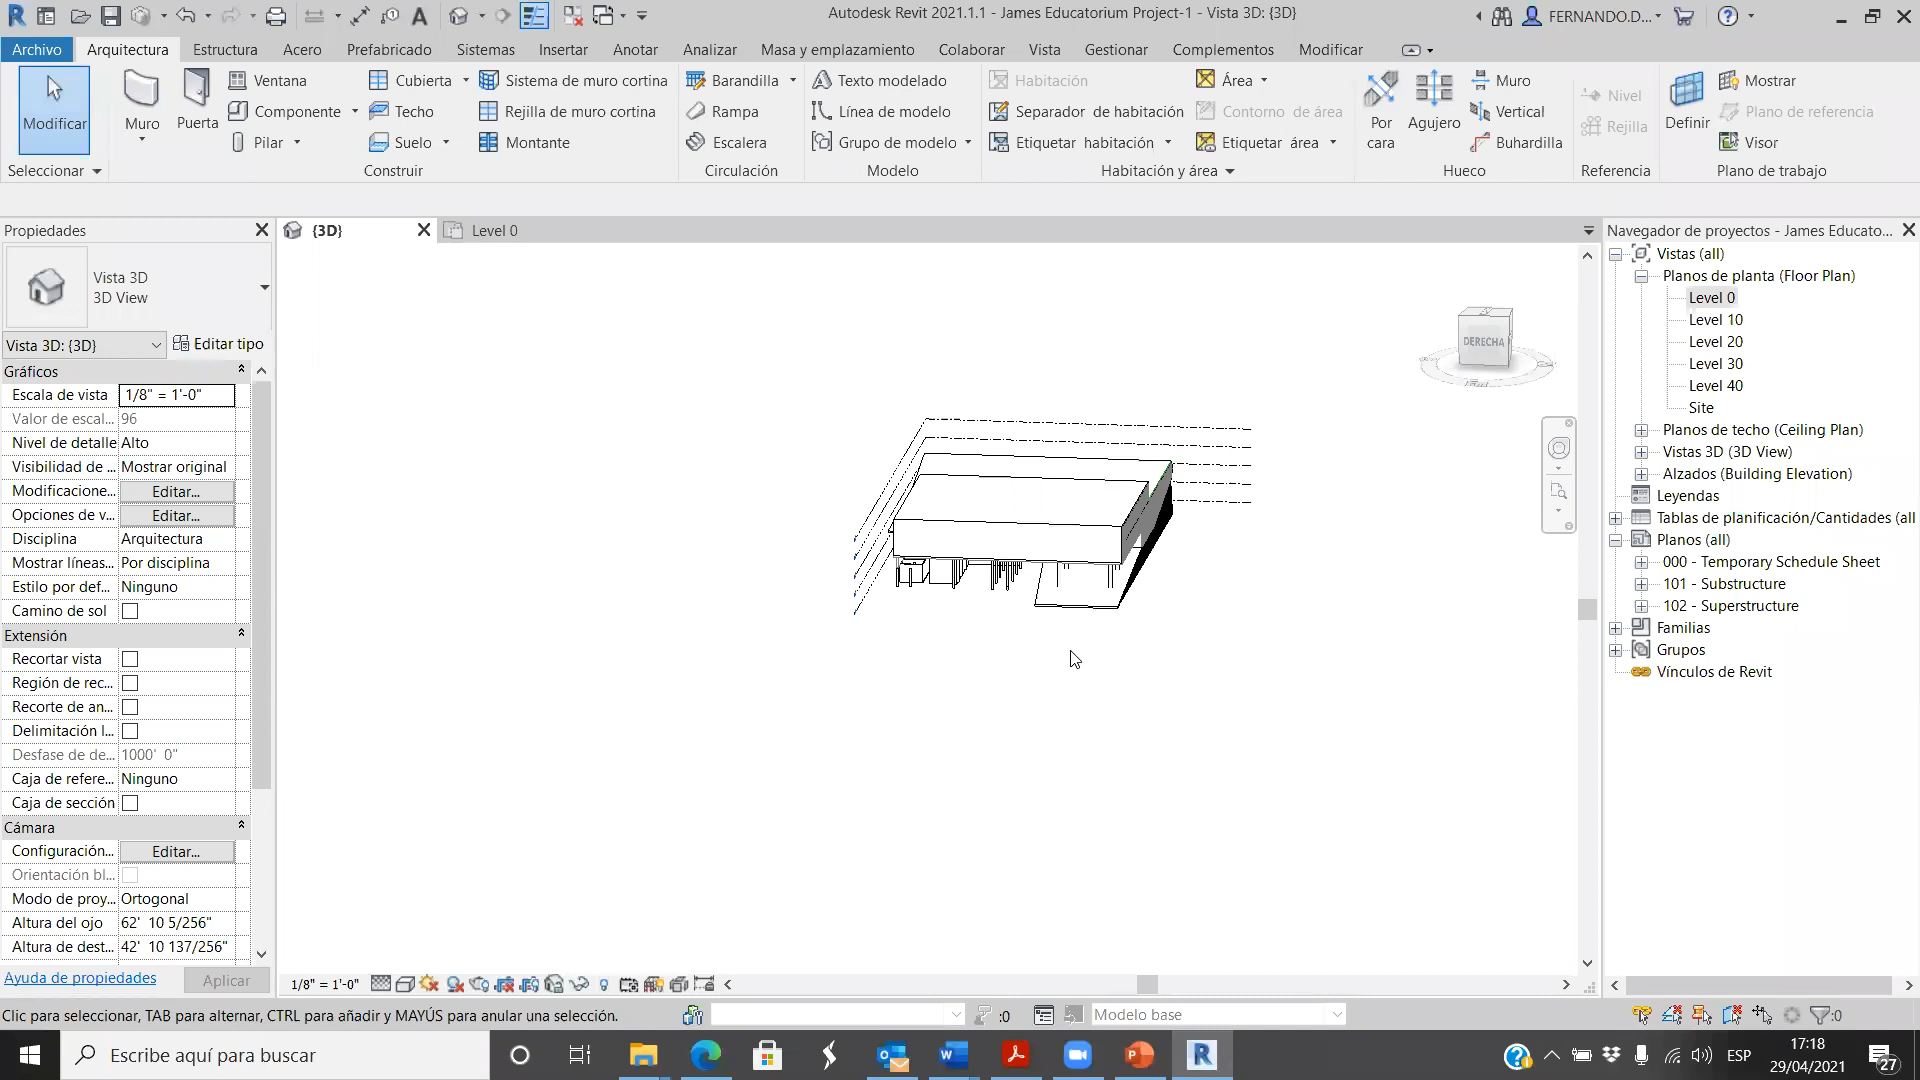 Autodesk Revit 2021.1.1 - James Educatorium Project-1 - Vista 3D: {3D}
FERNANDO.D...
Archivo Arquitectura Estructura Acero Prefabricado Sistemas Insertar Anotar Analizar Masa y emplazamiento Colaborar Vista Gestionar Complementos Modificar
Modificar
Muro
Puerta
Ventana
Componente
Pilar
Cubierta
Techo
Suelo
Sistema de muro cortina
Rejilla de muro cortina
Montante
Barandilla
Rampa
Escalera
Texto modelado
Línea de modelo
Grupo de modelo
Habitación
Separador de habitación
Etiquetar habitación
Área
Contorno de área
Etiquetar área
Por cara
Agujero
Muro
Vertical
Buhardilla
Nivel
Rejilla
Definir
Mostrar
Plano de referencia
Visor
Seleccionar Construir Circulación Modelo Habitación y área Hueco Referencia Plano de trabajo
Propiedades
Vista 3D
3D View
Vista 3D: {3D} Editar tipo
Gráficos
Escala de vista 1/8" = 1'-0"
Valor de escal... 96
Nivel de detalle Alto
Visibilidad de ... Mostrar original
Modificacione... Editar...
Opciones de v... Editar...
Disciplina Arquitectura
Mostrar líneas... Por disciplina
Estilo por def... Ninguno
Camino de sol
Extensión
Recortar vista
Región de rec...
Recorte de an...
Delimitación l...
Desfase de de... 1000' 0"
Caja de refere... Ninguno
Caja de sección
Cámara
Configuración... Editar...
Orientación bl...
Modo de proy... Ortogonal
Altura del ojo 62' 10 5/256"
Altura de dest... 42' 10 137/256"
Ayuda de propiedades Aplicar
{3D} Level 0
DERECHA
1/8" = 1'-0"
Navegador de proyectos - James Educato...
Vistas (all)
Planos de planta (Floor Plan)
Level 0
Level 10
Level 20
Level 30
Level 40
Site
Planos de techo (Ceiling Plan)
Vistas 3D (3D View)
Alzados (Building Elevation)
Leyendas
Tablas de planificación/Cantidades (all
Planos (all)
000 - Temporary Schedule Sheet
101 - Substructure
102 - Superstructure
Familias
Grupos
Vínculos de Revit
Clic para seleccionar, TAB para alternar, CTRL para añadir y MAYÚS para anular una selección.
:0
Modelo base
:0
Escribe aquí para buscar
ESP
17:18
29/04/2021
27